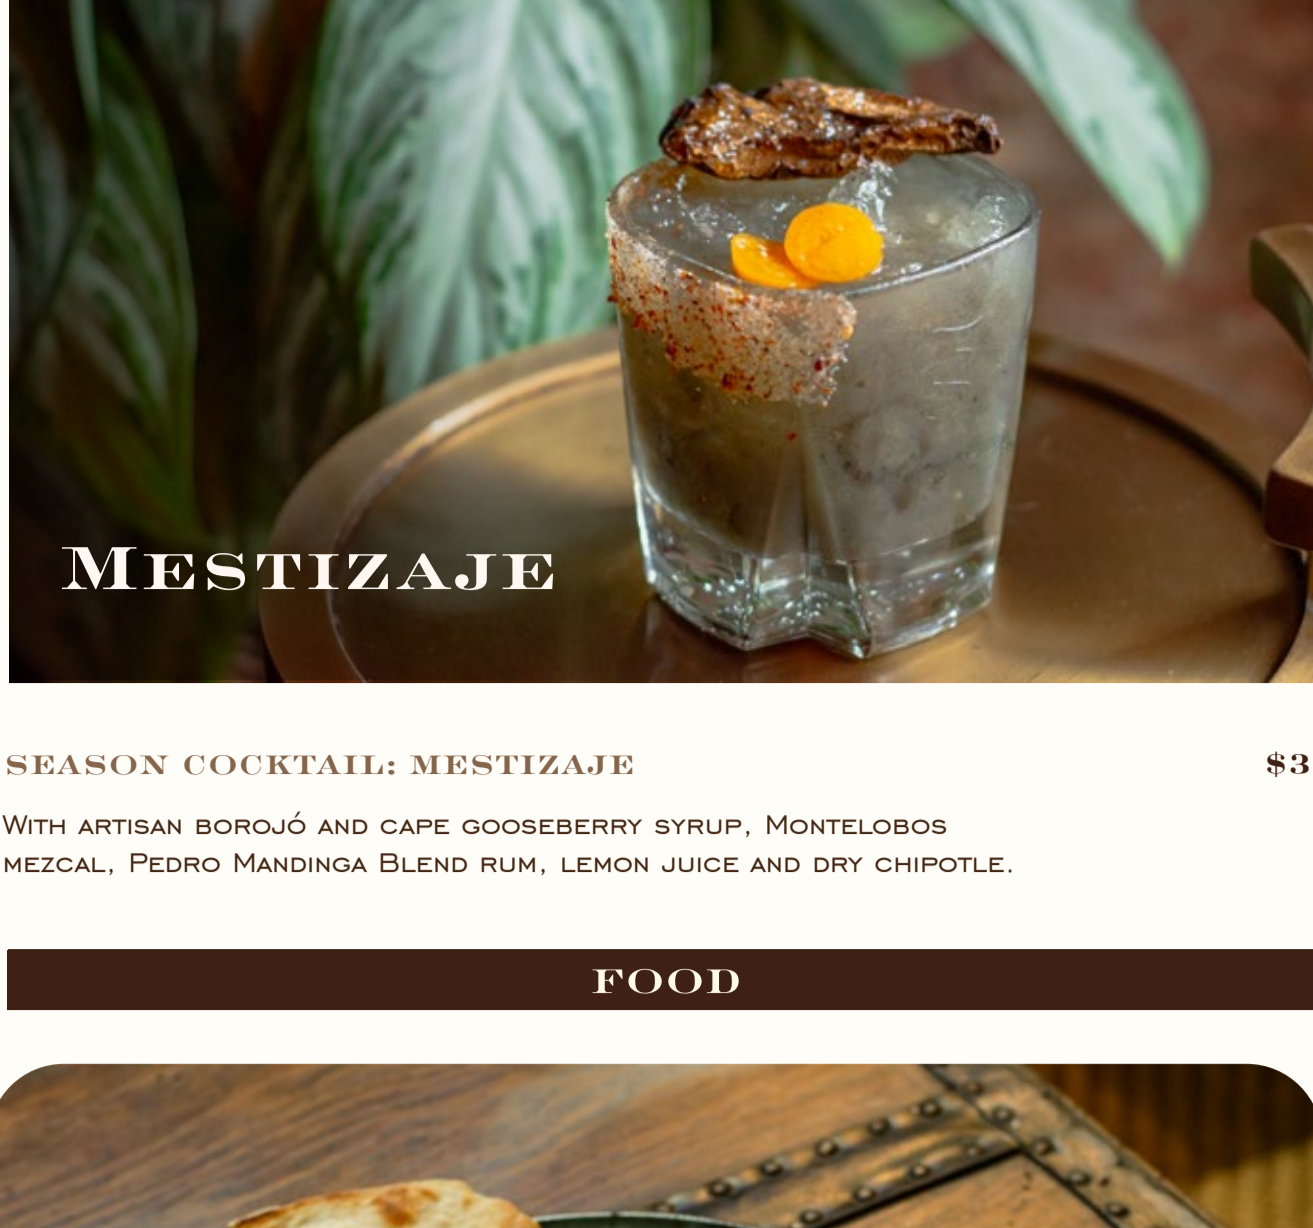 Mestizaje
SEASON COCKTAIL: MESTIZAJE
$3
With artisan borojó and cape gooseberry syrup, Montelobos
mezcal, Pedro Mandinga Blend rum, lemon juice and dry chipotle.
FOOD